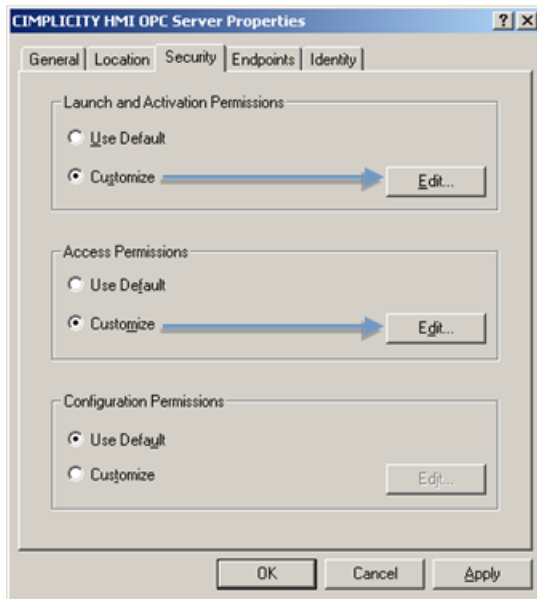 CIMPLICITY HMI OPC Server Properties
General Location Security Endpoints Identity
Launch and Activation Permissions
Use Default
Customize Edit...
Access Permissions
Use Default
Customize Edit...
Configuration Permissions
Use Default
Customize Edit...
OK Cancel Apply